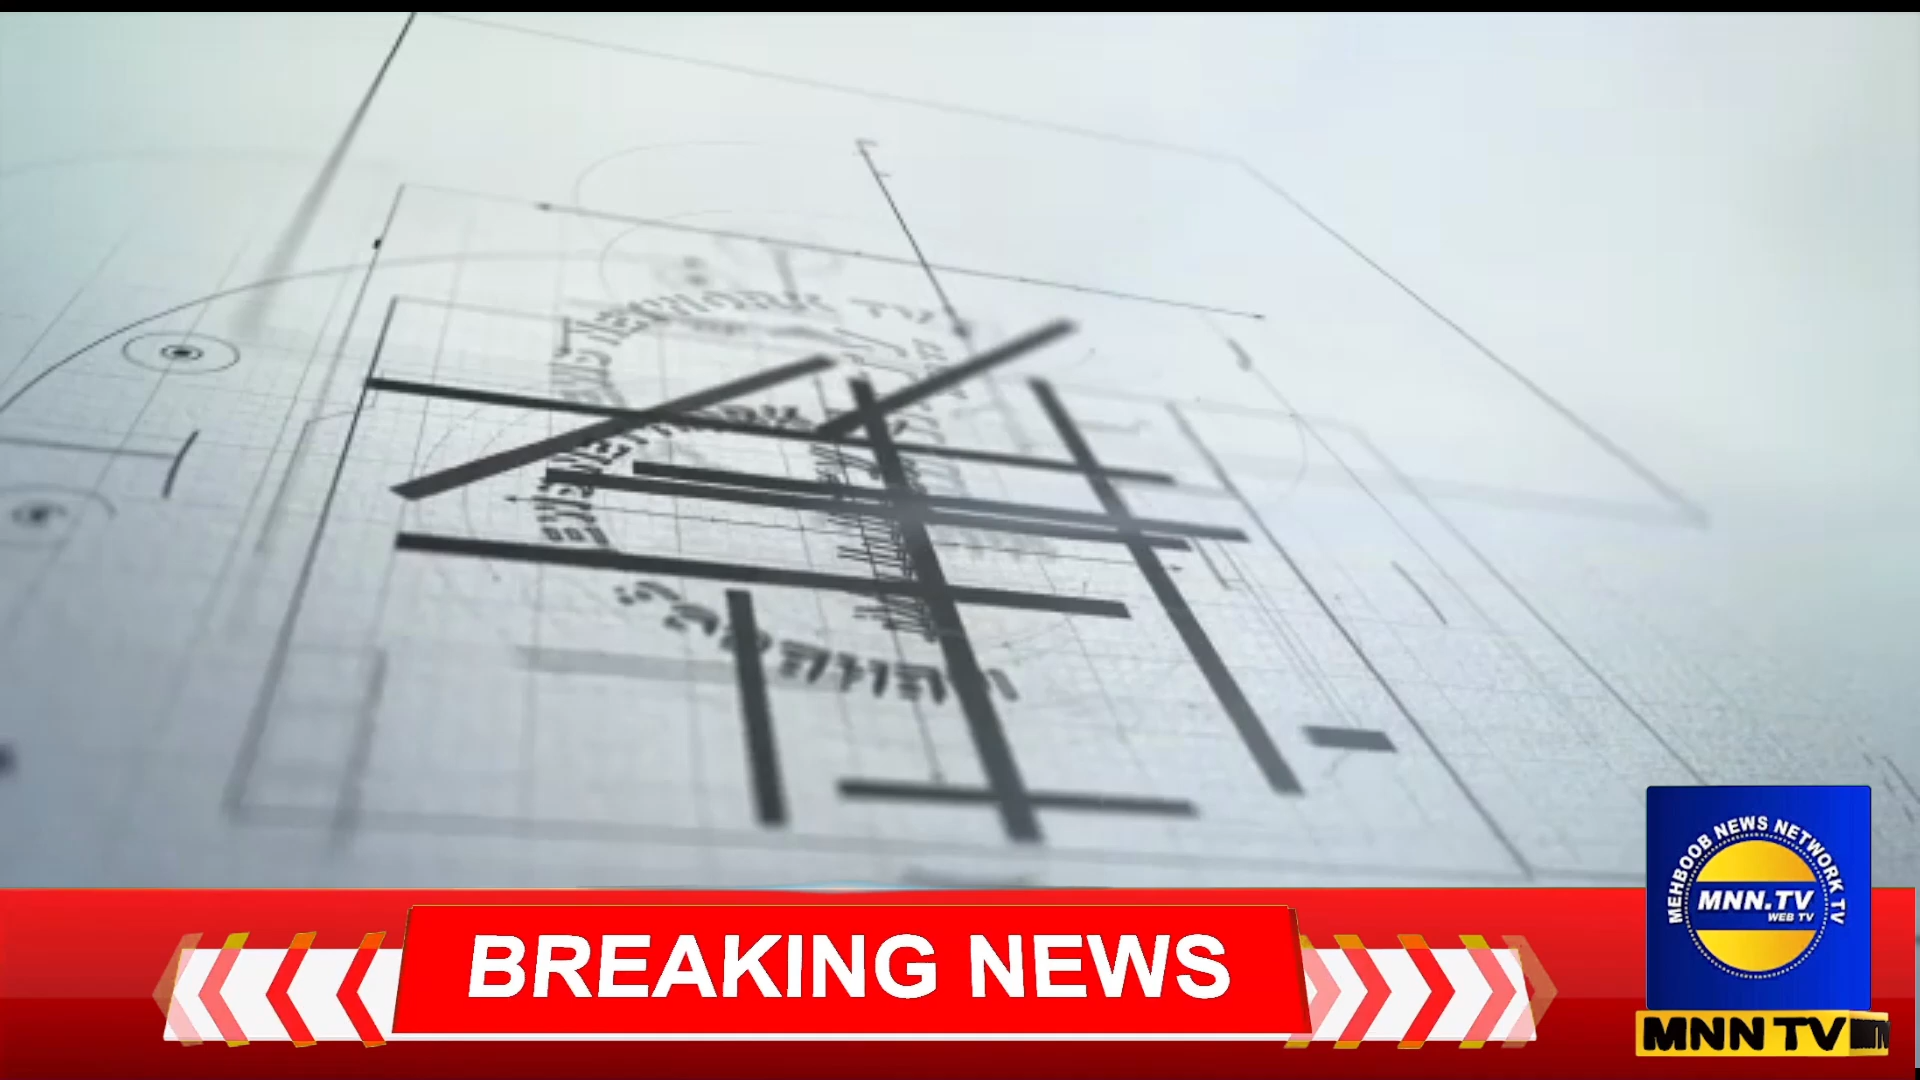 BREAKING NEWS
MEHBOOB NEWS NETWORK TV
MNN.TV
WEB TV
MNN TV